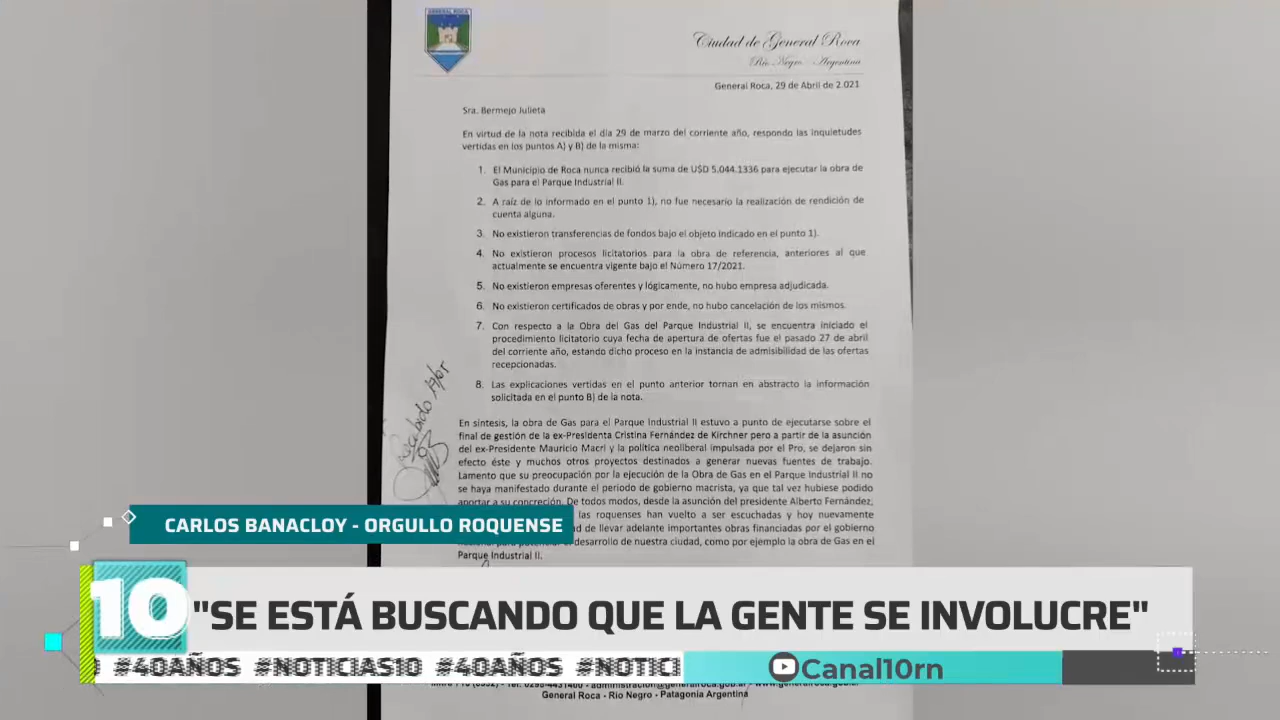 GENERAL ROCA
Ciudad de General Roca
Río Negro - Argentina
General Roca, 29 de Abril de 2.021
Sra. Bermejo Julieta
En virtud de la nota recibida el día 29 de marzo del corriente año, respondo las inquietudes
vertidas en los puntos A) y B) de la misma:
1. El Municipio de Roca nunca recibió la suma de U$D 5.044.1336 para ejecutar la obra de
Gas para el Parque Industrial II.
2. A raíz de lo informado en el punto 1), no fue necesario la realización de rendición de
cuenta alguna.
3. No existieron transferencias de fondos bajo el objeto indicado en el punto 1).
4. No existieron procesos licitatorios para la obra de referencia, anteriores al que
actualmente se encuentra vigente bajo el Número 17/2021.
5. No existieron empresas oferentes y lógicamente, no hubo empresa adjudicada.
6. No existieron certificados de obras y por ende, no hubo cancelación de los mismos.
7. Con respecto a la Obra del Gas del Parque Industrial II, se encuentra iniciado el
procedimiento licitatorio cuya fecha de apertura de ofertas fue el pasado 27 de abril
del corriente año, estando dicho proceso en la instancia de admisibilidad de las ofertas
recepcionadas.
8. Las explicaciones vertidas en el punto anterior tornan en abstracto la información
solicitada en el punto B) de la nota.
En síntesis, la obra de Gas para el Parque Industrial II estuvo a punto de ejecutarse sobre el
final de gestión de la ex-Presidenta Cristina Fernández de Kirchner pero a partir de la asunción
del ex-Presidente Mauricio Macri y la política neoliberal impulsada por el Pro, se dejaron sin
efecto éste y muchos otros proyectos destinados a generar nuevas fuentes de trabajo.
Lamento que su preocupación por la ejecución de la Obra de Gas en el Parque Industrial II no
se haya manifestado durante el período de gobierno macrista, ya que tal vez hubiese podido
aportar a su concreción. De todos modos, desde la asunción del presidente Alberto Fernández,
las roquenses han vuelto a ser escuchadas y hoy nuevamente
de llevar adelante importantes obras financiadas por el gobierno
desarrollo de nuestra ciudad, como por ejemplo la obra de Gas en el
Parque Industrial II.
Recibido
CARLOS BANACLOY - ORGULLO ROQUENSE
10
"SE ESTÁ BUSCANDO QUE LA GENTE SE INVOLUCRE"
#40AÑOS #NOTICIAS10 #40AÑOS #NOTICI
Canal10rn
General Roca - Río Negro - Patagonia Argentina